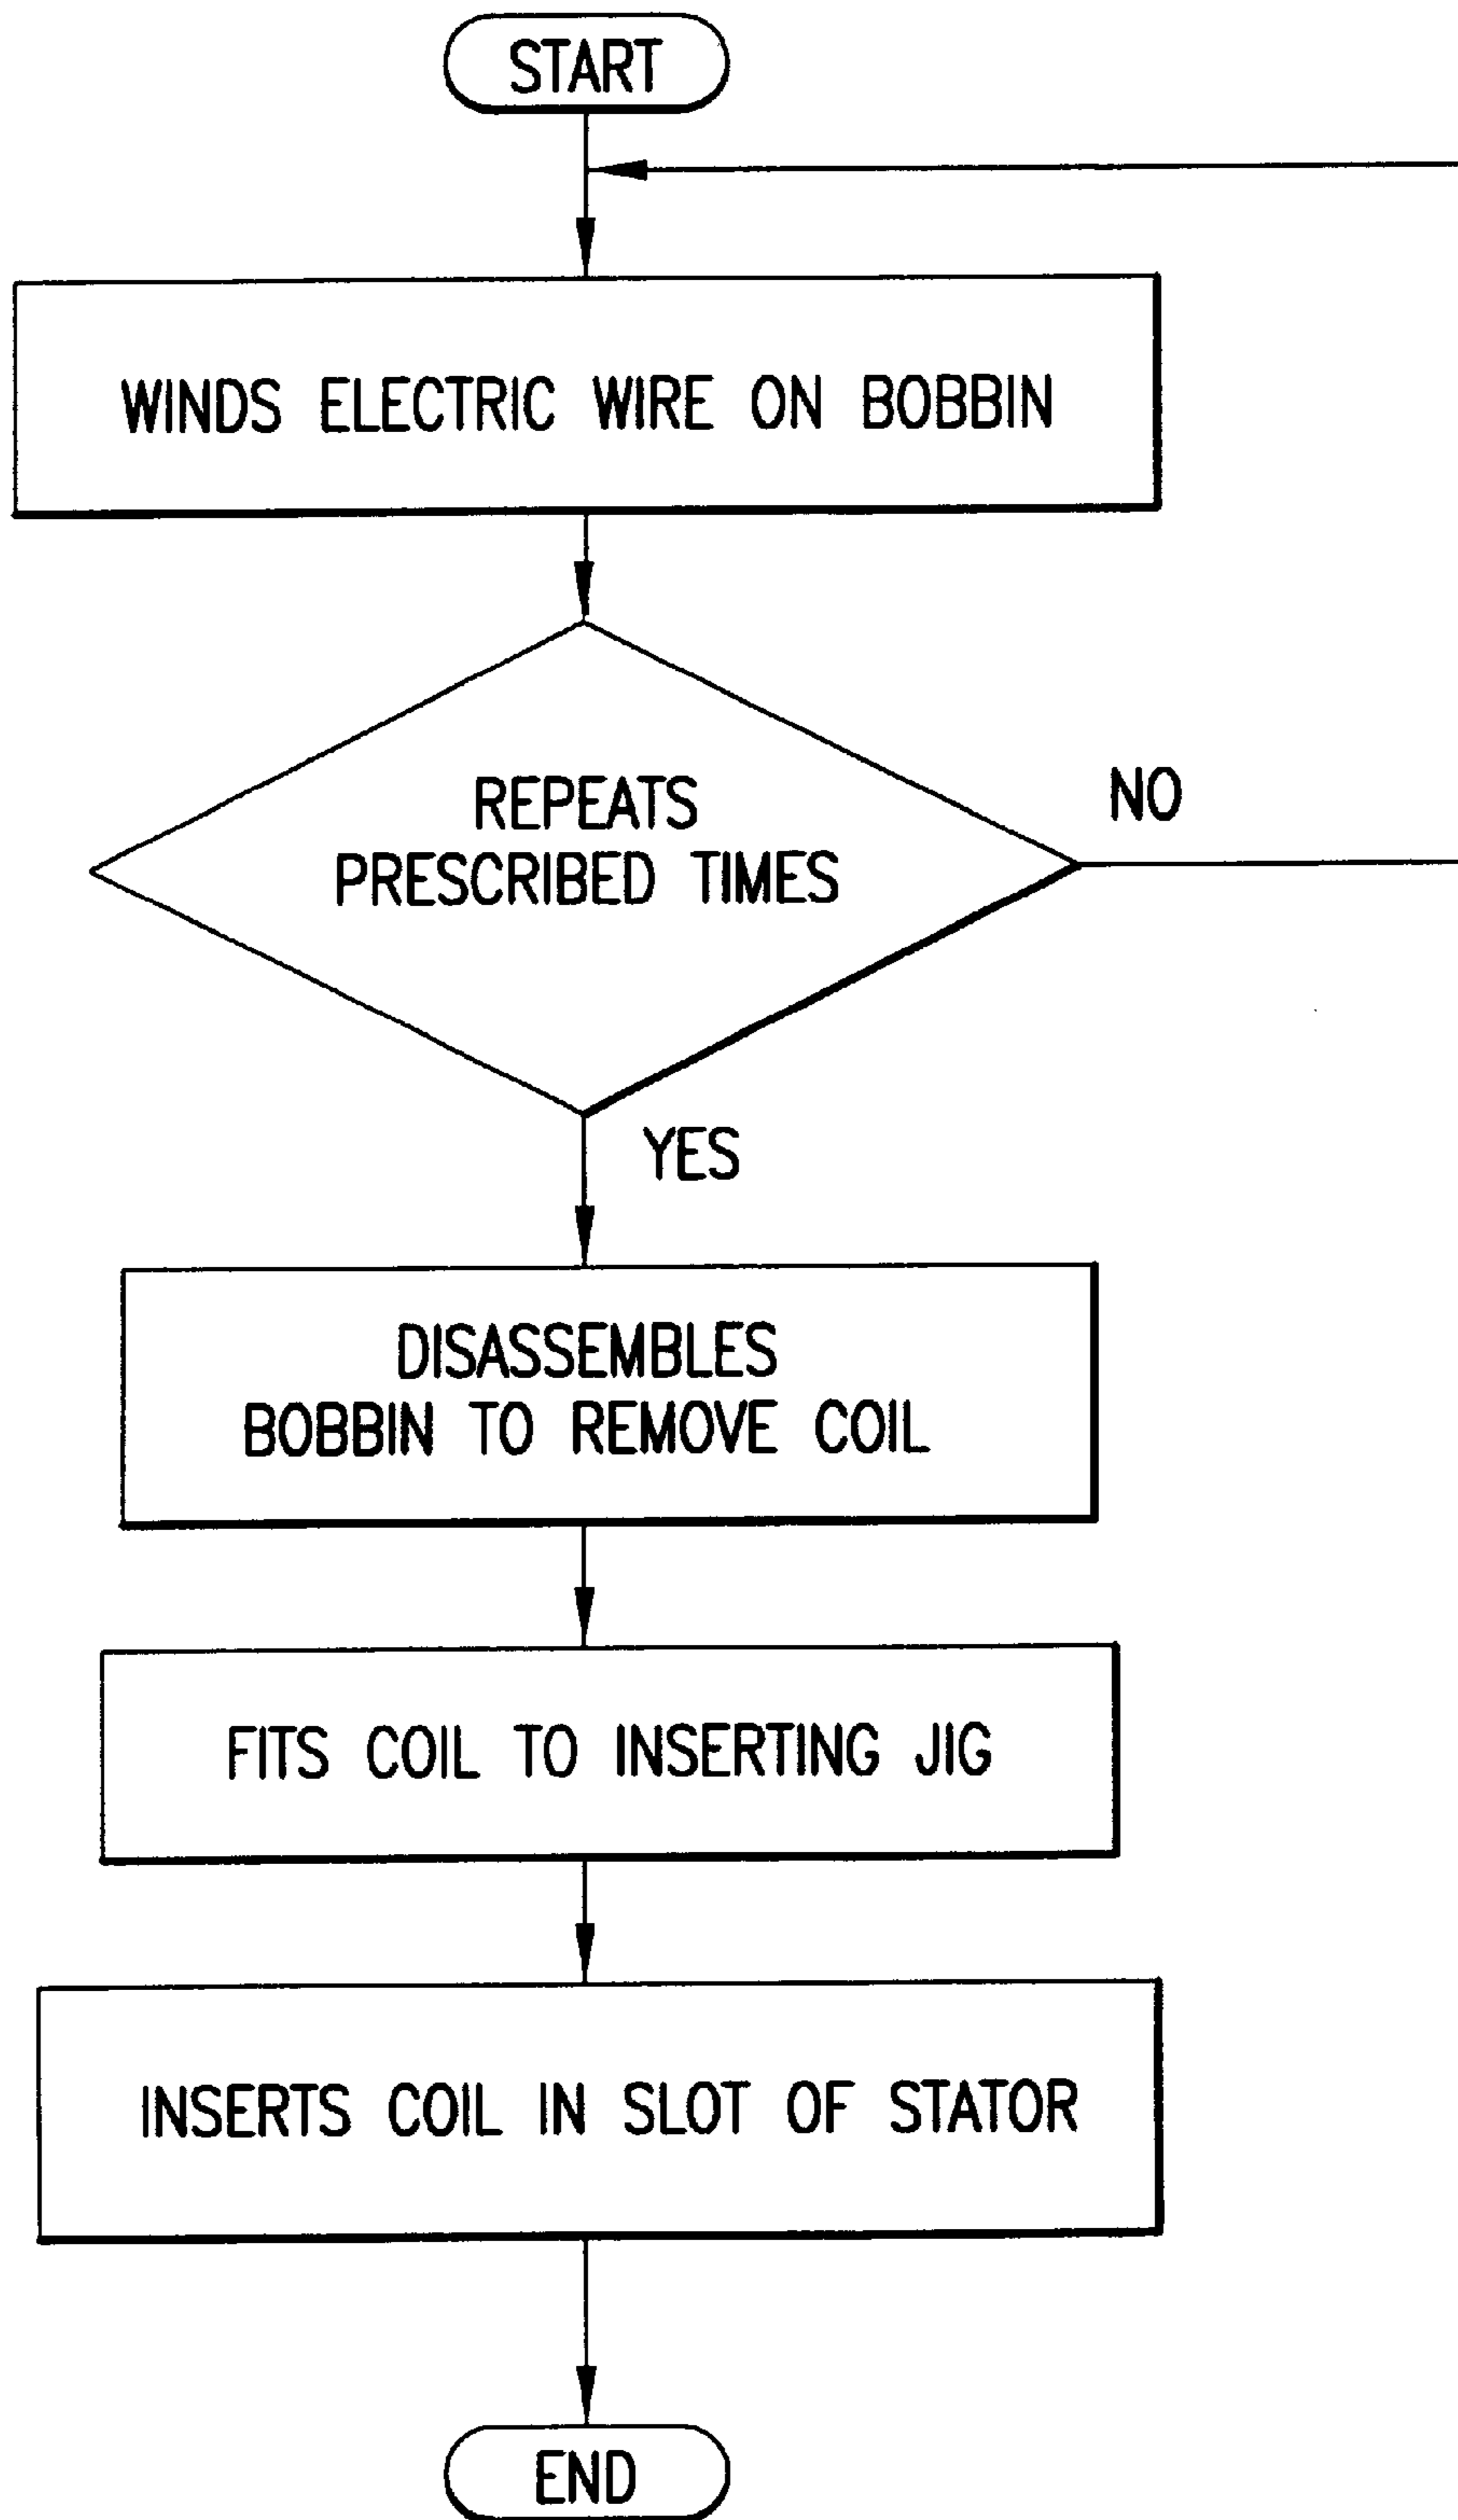 START
WINDS ELECTRIC WIRE ON BOBBIN
REPEATS
PRESCRIBED TIMES
NO
YES
DISASSEMBLES
BOBBIN TO REMOVE COIL
FITS COIL TO INSERTING JIG
INSERTS COIL IN SLOT OF STATOR
END